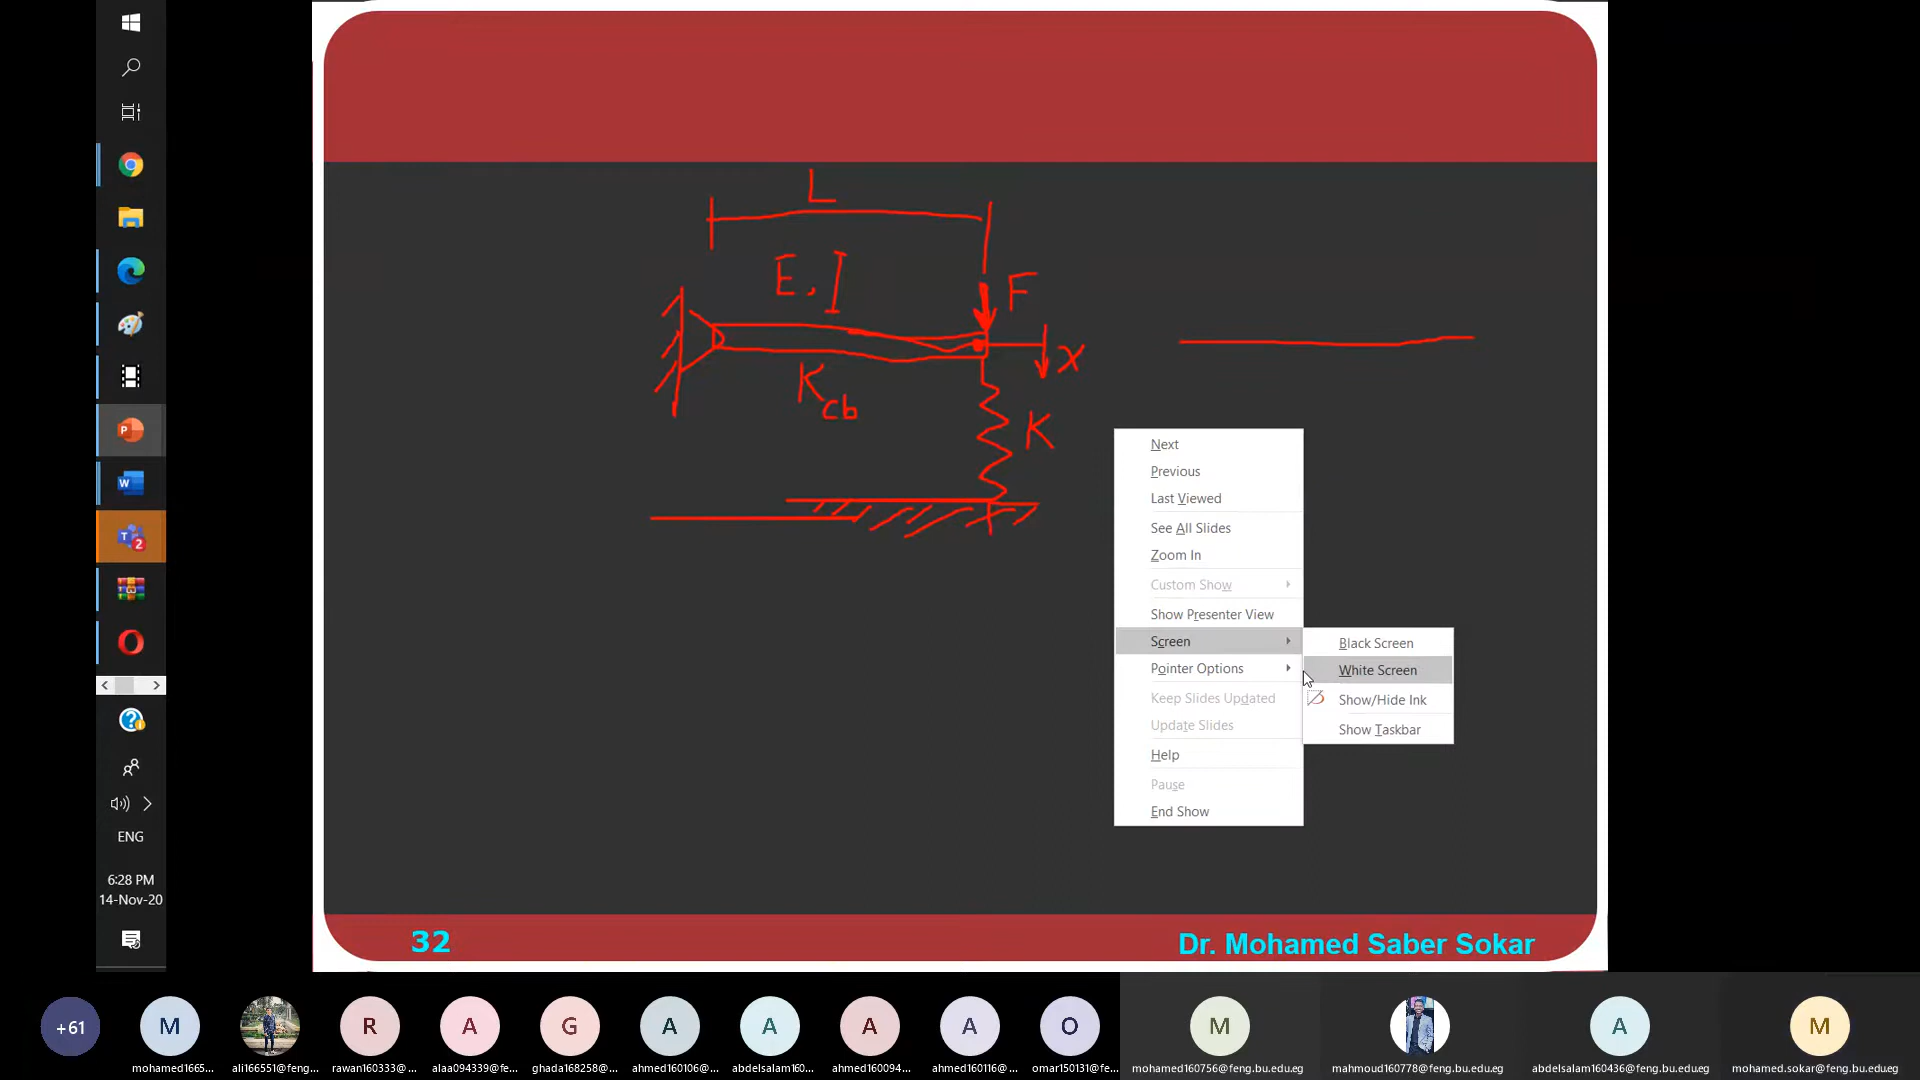 L
E, I
F
x
K cb
K
Next
Previous
Last Viewed
See All Slides
Zoom In
Custom Show
Show Presenter View
Screen
Pointer Options
Keep Slides Updated
Update Slides
Help
Pause
End Show
Black Screen
White Screen
Show/Hide Ink
Show Taskbar
ENG
6:28 PM
14-Nov-20
32
Dr. Mohamed Saber Sokar
P
W
T
2
+61
M
R
A
G
A
A
A
A
O
M
A
M
mohamed1665...
ali166551@feng...
rawan160333@...
alaa094339@fe...
ghada168258@...
ahmed160106@...
abdelsalam160...
ahmed160094...
ahmed160116@...
omar150131@fe...
mohamed160756@feng.bu.edu.eg
mahmoud160778@feng.bu.edu.eg
abdelsalam160436@feng.bu.edu.eg
mohamed.sokar@feng.bu.edu.eg